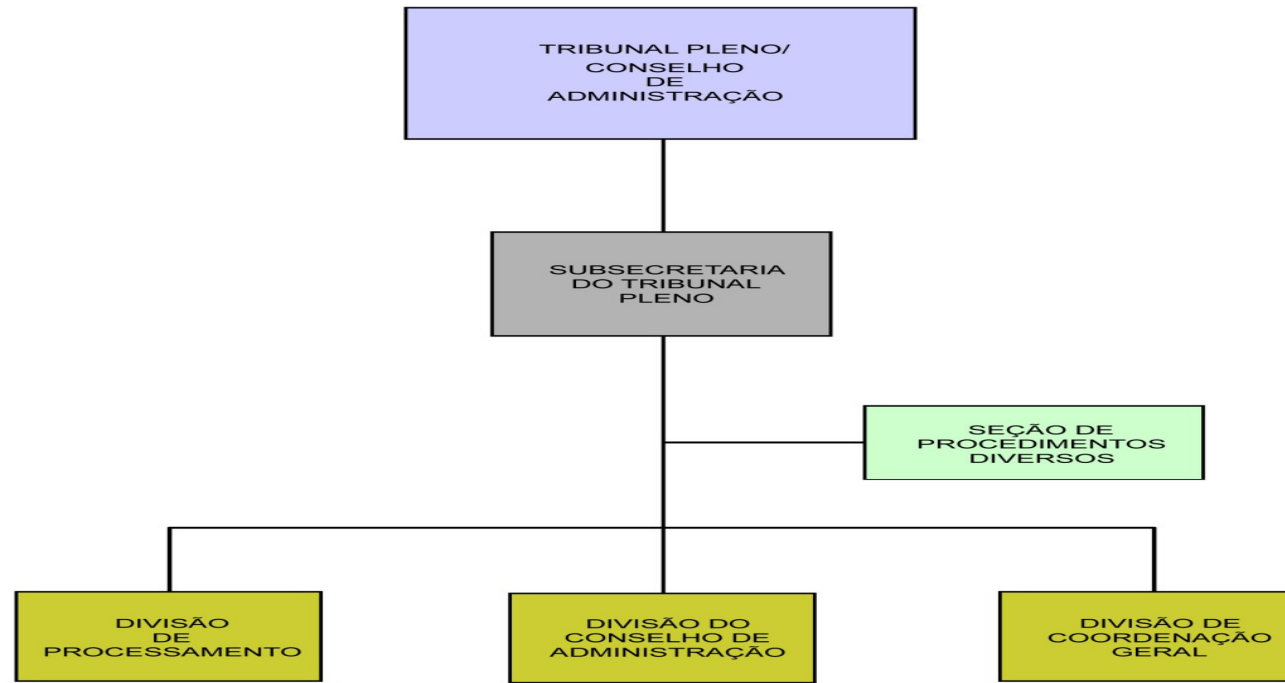 TRIBUNAL PLENO/
CONSELHO
DE
ADMINISTRAÇÃO
SUBSECRETARIA
DO TRIBUNAL
PLENO
SEÇÃO DE
PROCEDIMENTOS
DIVERSOS
DIVISÃO
DE
PROCESSAMENTO
DIVISÃO DO
CONSELHO DE
ADMINISTRAÇÃO
DIVISÃO DE
COORDENAÇÃO
GERAL